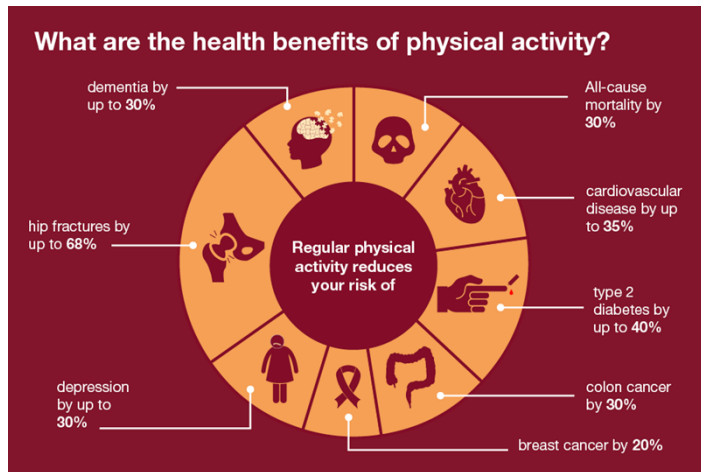 What are the health benefits of physical activity?
dementia by
up to 30%
All-cause
mortality by
30%
cardiovascular
disease by up
to 35%
hip fractures by
up to 68%
Regular physical
activity reduces
your risk of
type 2
diabetes by
up to 40%
depression
by up to
30%
colon cancer
by 30%
breast cancer by 20%